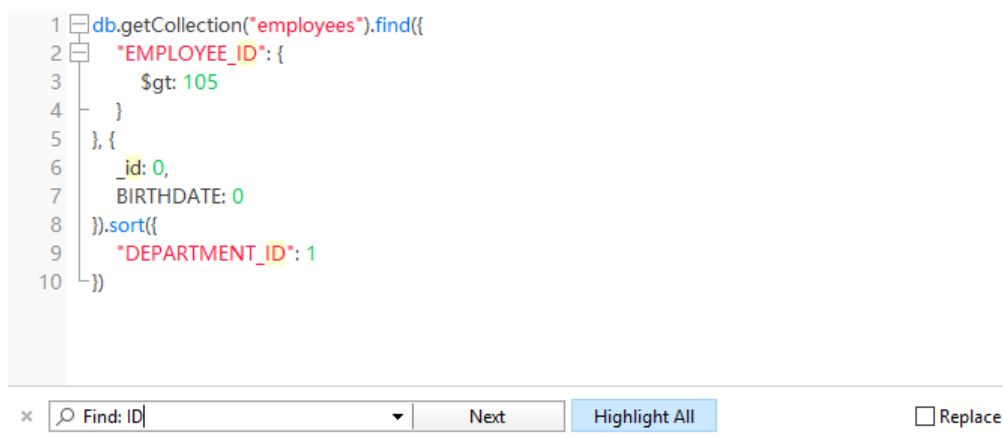 1 db.getCollection("employees").find({
2 "EMPLOYEE_ID": {
3 $gt: 105
4 }
5 }, {
6 _id: 0,
7 BIRTHDATE: 0
8 }).sort({
9 "DEPARTMENT_ID": 1
10 })
× Find: ID Next Highlight All Replace